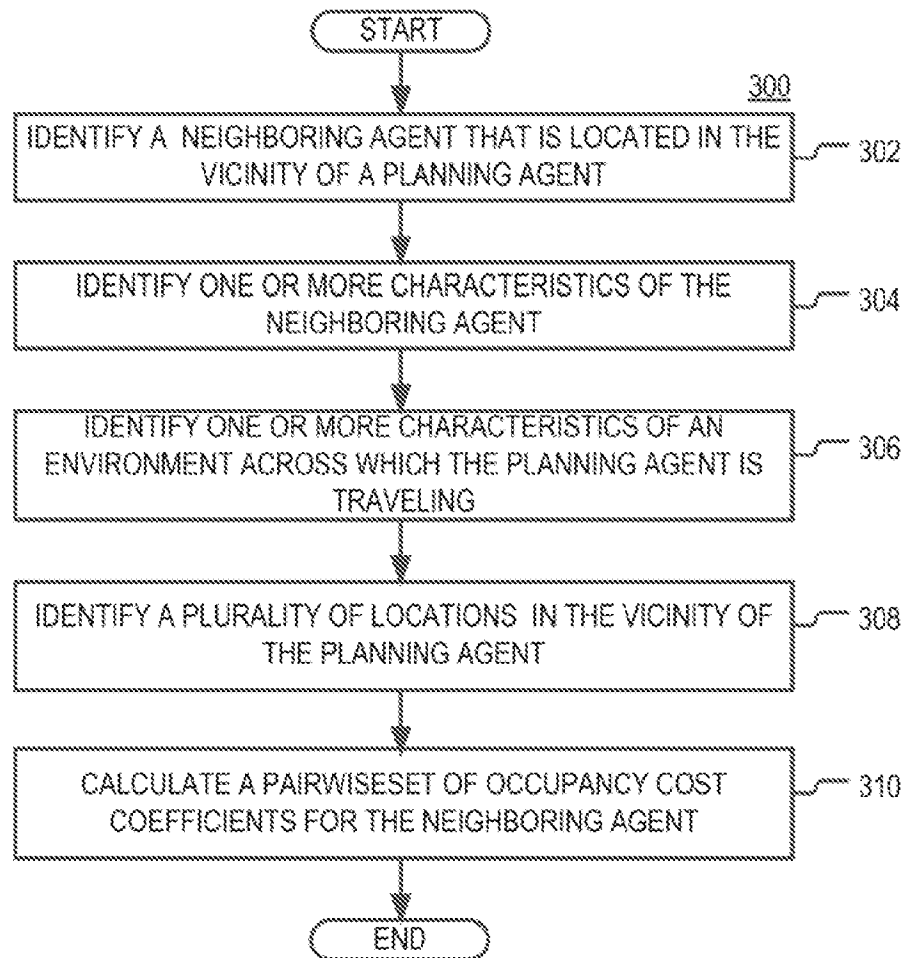 START
300
IDENTIFY A NEIGHBORING AGENT THAT IS LOCATED IN THE
VICINITY OF A PLANNING AGENT
302
IDENTIFY ONE OR MORE CHARACTERISTICS OF THE
NEIGHBORING AGENT
304
IDENTIFY ONE OR MORE CHARACTERISTICS OF AN
ENVIRONMENT ACROSS WHICH THE PLANNING AGENT IS
TRAVELING
306
IDENTIFY A PLURALITY OF LOCATIONS IN THE VICINITY OF
THE PLANNING AGENT
308
CALCULATE A PAIRWISESET OF OCCUPANCY COST
COEFFICIENTS FOR THE NEIGHBORING AGENT
310
END